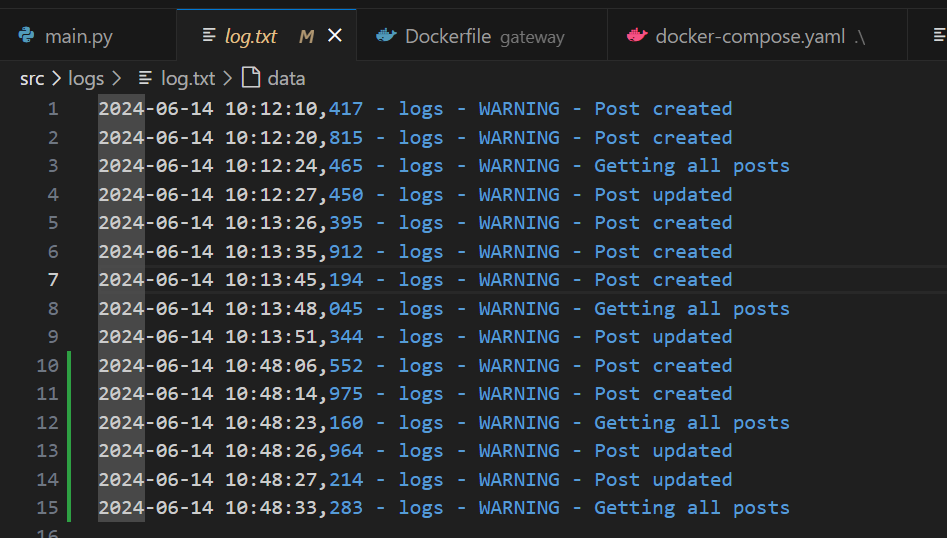 main.py log.txt M Dockerfile gateway docker-compose.yaml .\
src > logs > log.txt > data
1 2024-06-14 10:12:10,417 - logs - WARNING - Post created
2 2024-06-14 10:12:20,815 - logs - WARNING - Post created
3 2024-06-14 10:12:24,465 - logs - WARNING - Getting all posts
4 2024-06-14 10:12:27,450 - logs - WARNING - Post updated
5 2024-06-14 10:13:26,395 - logs - WARNING - Post created
6 2024-06-14 10:13:35,912 - logs - WARNING - Post created
7 2024-06-14 10:13:45,194 - logs - WARNING - Post created
8 2024-06-14 10:13:48,045 - logs - WARNING - Getting all posts
9 2024-06-14 10:13:51,344 - logs - WARNING - Post updated
10 2024-06-14 10:48:06,552 - logs - WARNING - Post created
11 2024-06-14 10:48:14,975 - logs - WARNING - Post created
12 2024-06-14 10:48:23,160 - logs - WARNING - Getting all posts
13 2024-06-14 10:48:26,964 - logs - WARNING - Post updated
14 2024-06-14 10:48:27,214 - logs - WARNING - Post updated
15 2024-06-14 10:48:33,283 - logs - WARNING - Getting all posts
16